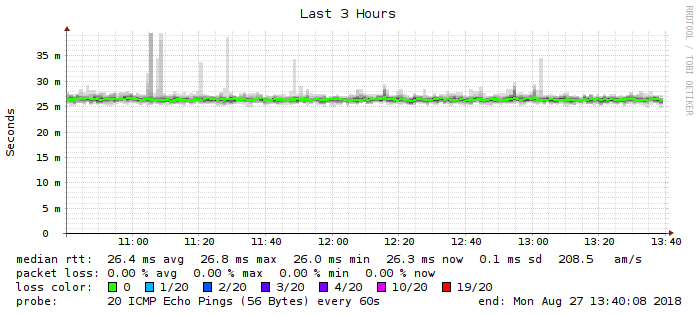 Last 3 Hours
RRDTOOL / TOBI OETIKER
Seconds
35 m
30 m
25 m
20 m
15 m
10 m
5 m
0
11:00 11:20 11:40 12:00 12:20 12:40 13:00 13:20 13:40
median rtt: 26.4 ms avg 26.8 ms max 26.0 ms min 26.3 ms now 0.1 ms sd 208.5 am/s
packet loss: 0.00 % avg 0.00 % max 0.00 % min 0.00 % now
loss color: 0 1/20 2/20 3/20 4/20 10/20 19/20
probe: 20 ICMP Echo Pings (56 Bytes) every 60s end: Mon Aug 27 13:40:08 2018